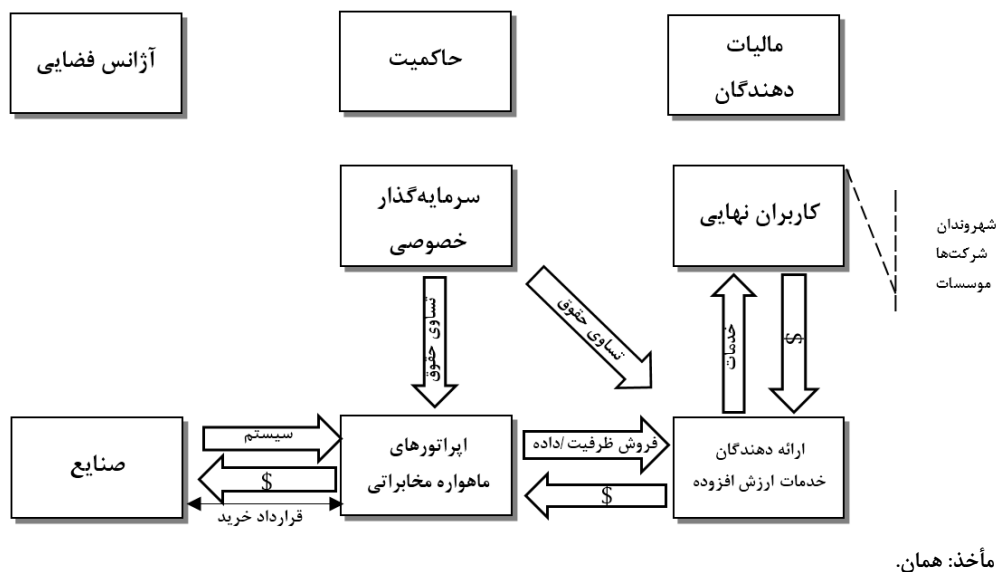 مالیات
دهندگان
حاکمیت
آژانس فضایی
کاربران نهایی
شهروندان
شرکت‌ها
موسسات
سرمایه‌گذار
خصوصی
تساوی حقوق
تساوی حقوق
خدمات
$
ارائه دهندگان
خدمات ارزش افزوده
فروش ظرفیت/داده
$
اپراتورهای
ماهواره مخابراتی
سیستم
$
قرارداد خرید
صنایع
مأخذ: همان.